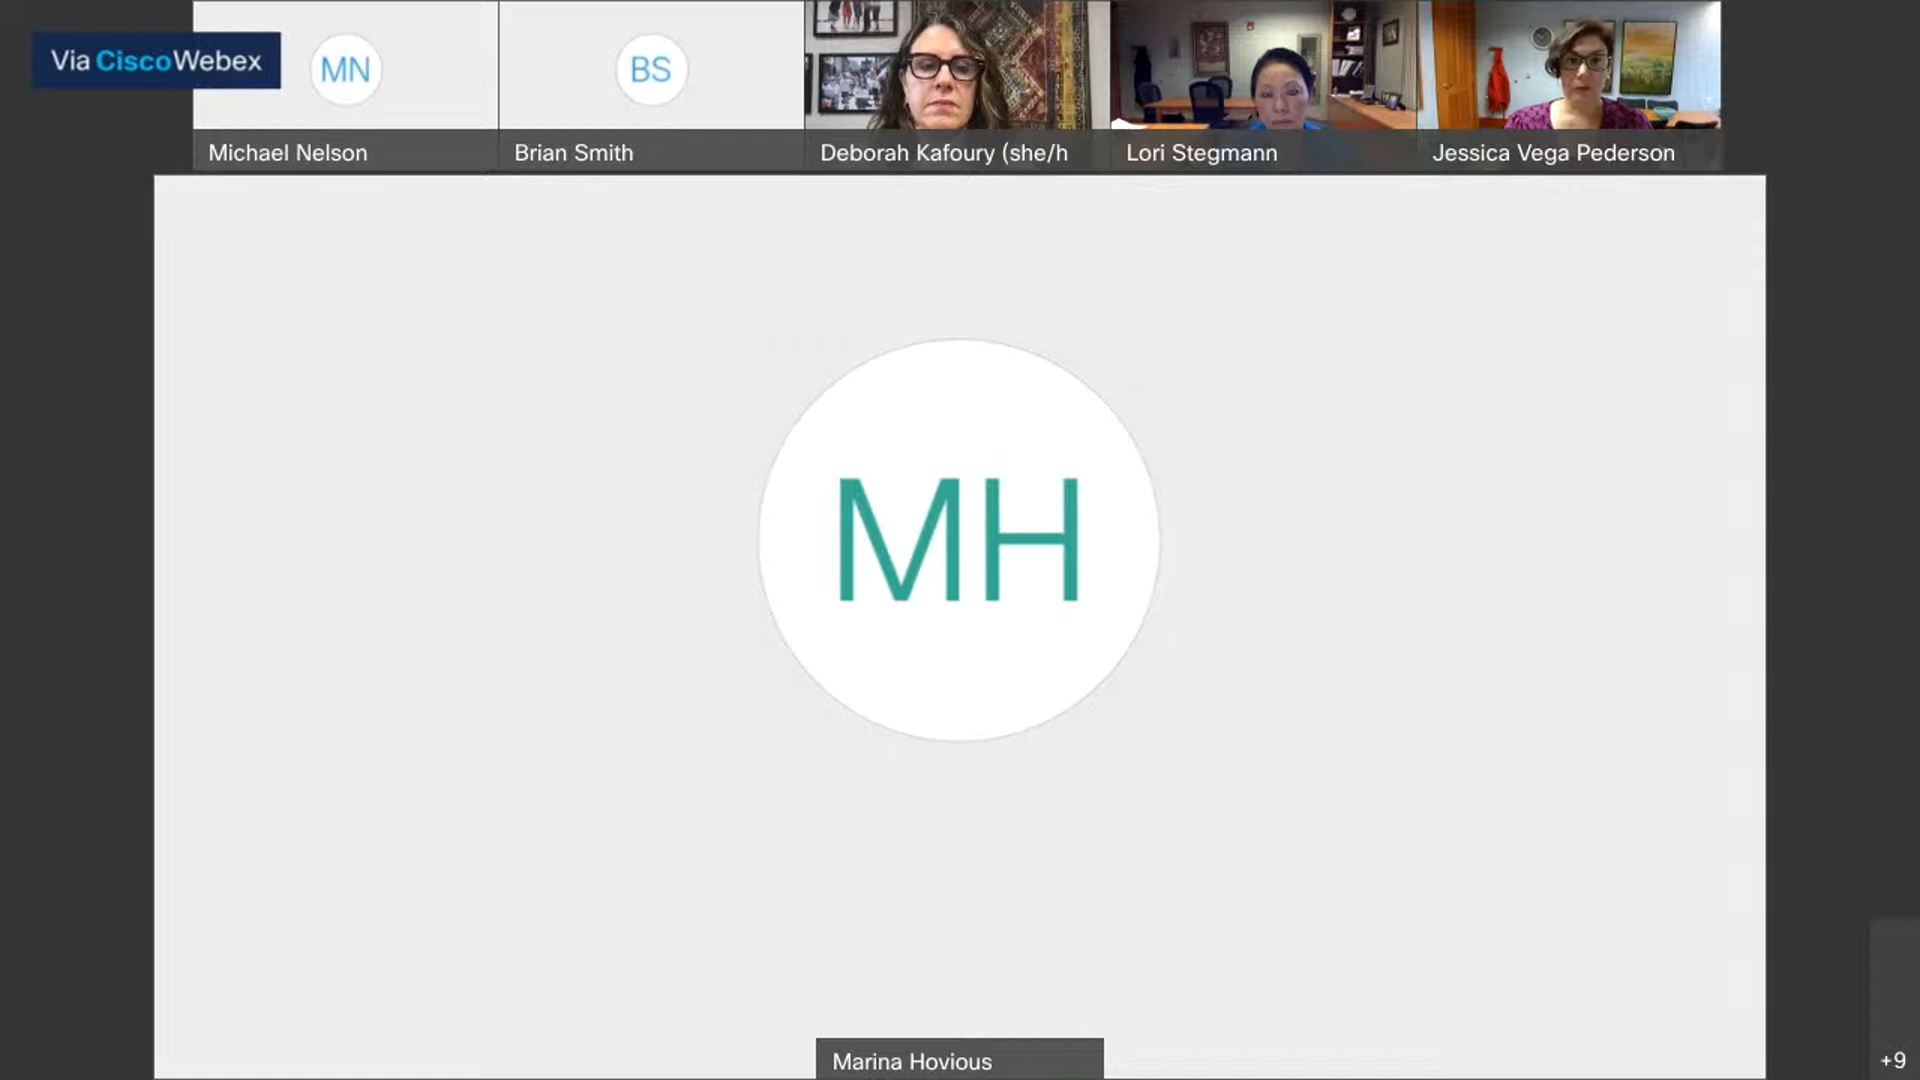 Via CiscoWebex
MN
BS
Michael Nelson
Brian Smith
Deborah Kafoury (she/h
Lori Stegmann
Jessica Vega Pederson
MH
Marina Hovious
+9